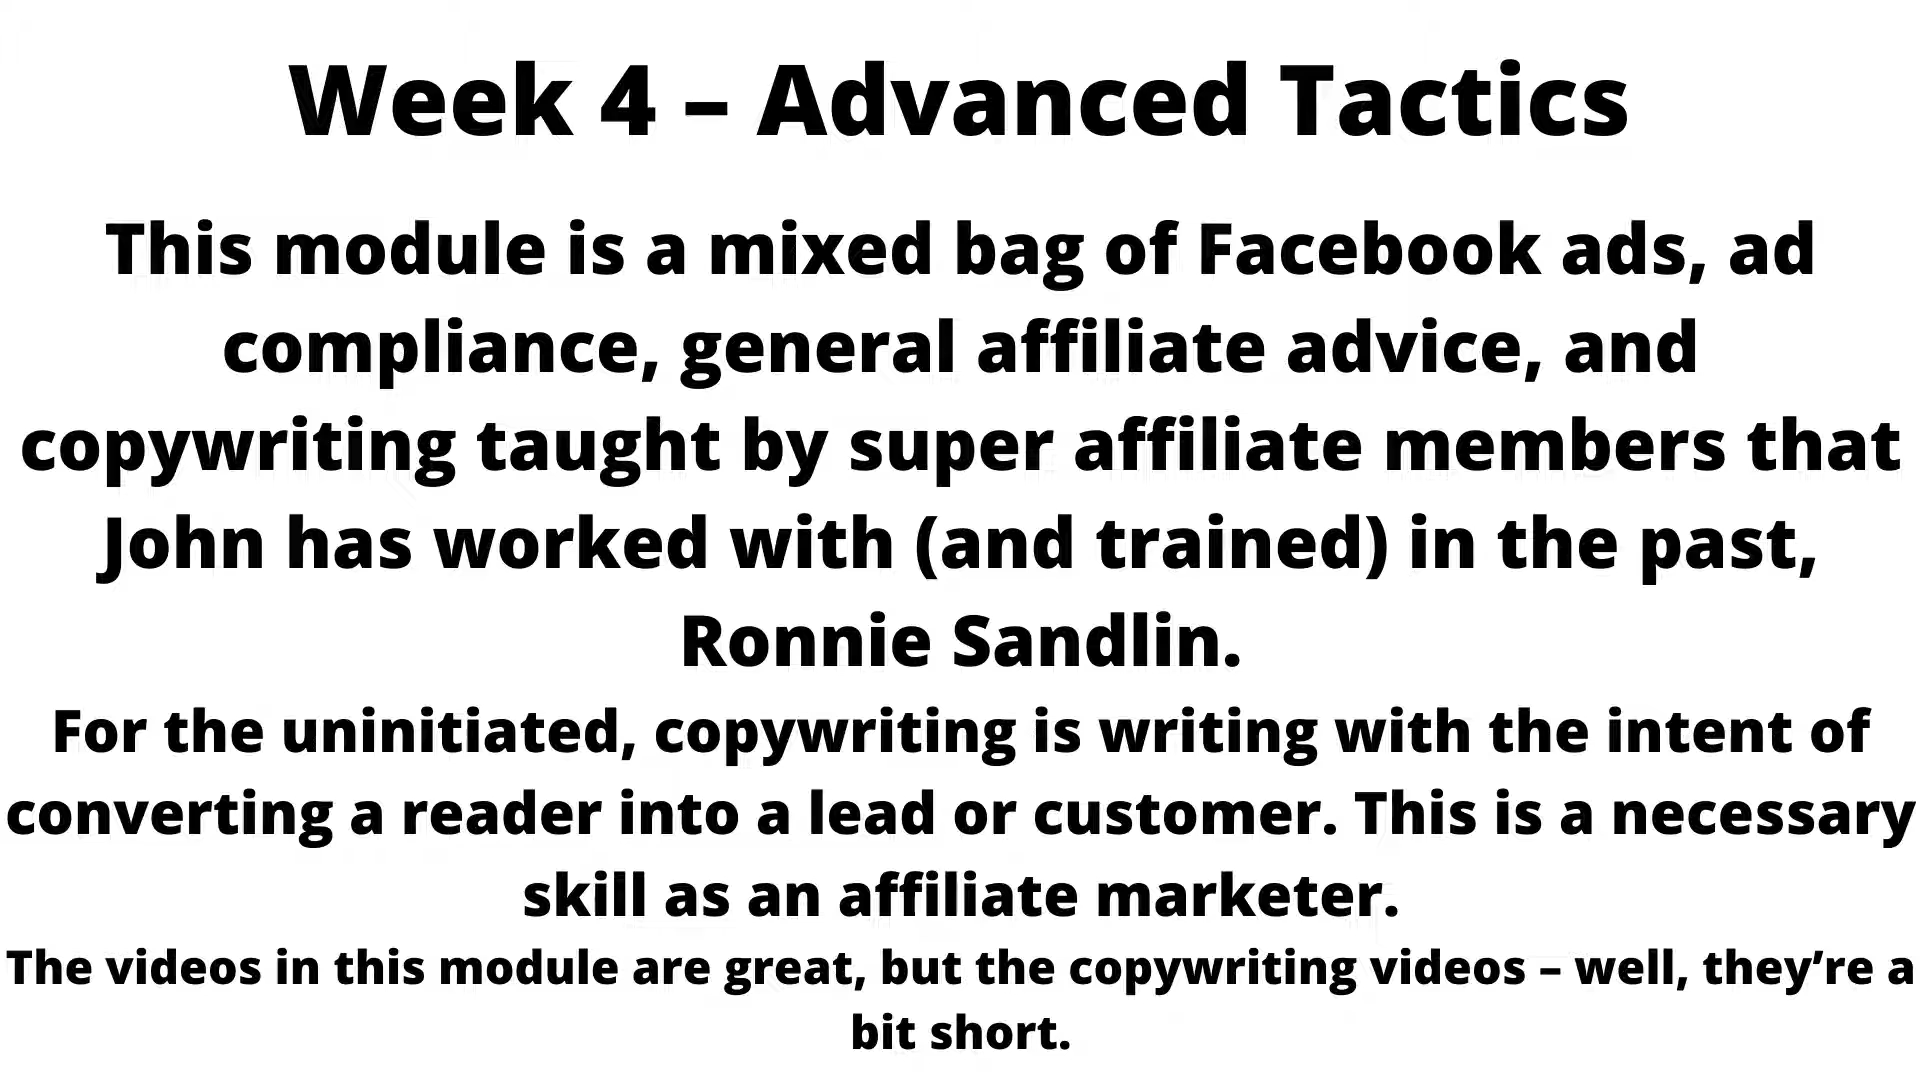 Week 4 – Advanced Tactics
This module is a mixed bag of Facebook ads, ad
compliance, general affiliate advice, and
copywriting taught by super affiliate members that
John has worked with (and trained) in the past,
Ronnie Sandlin.
For the uninitiated, copywriting is writing with the intent of
converting a reader into a lead or customer. This is a necessary
skill as an affiliate marketer.
The videos in this module are great, but the copywriting videos – well, they’re a
bit short.